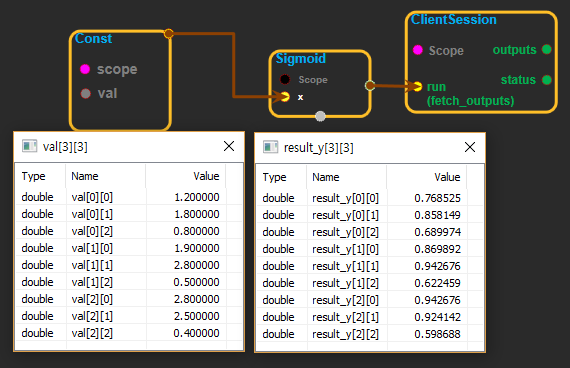 Const
scope
val
Sigmoid
Scope
x
ClientSession
Scope
outputs
status
run
(fetch_outputs)
val[3][3]
Type Name Value
double val[0][0] 1.200000
double val[0][1] 1.800000
double val[0][2] 0.800000
double val[1][0] 1.900000
double val[1][1] 2.800000
double val[1][2] 0.500000
double val[2][0] 2.800000
double val[2][1] 2.500000
double val[2][2] 0.400000
result_y[3][3]
Type Name Value
double result_y[0][0] 0.768525
double result_y[0][1] 0.858149
double result_y[0][2] 0.689974
double result_y[1][0] 0.869892
double result_y[1][1] 0.942676
double result_y[1][2] 0.622459
double result_y[2][0] 0.942676
double result_y[2][1] 0.924142
double result_y[2][2] 0.598688